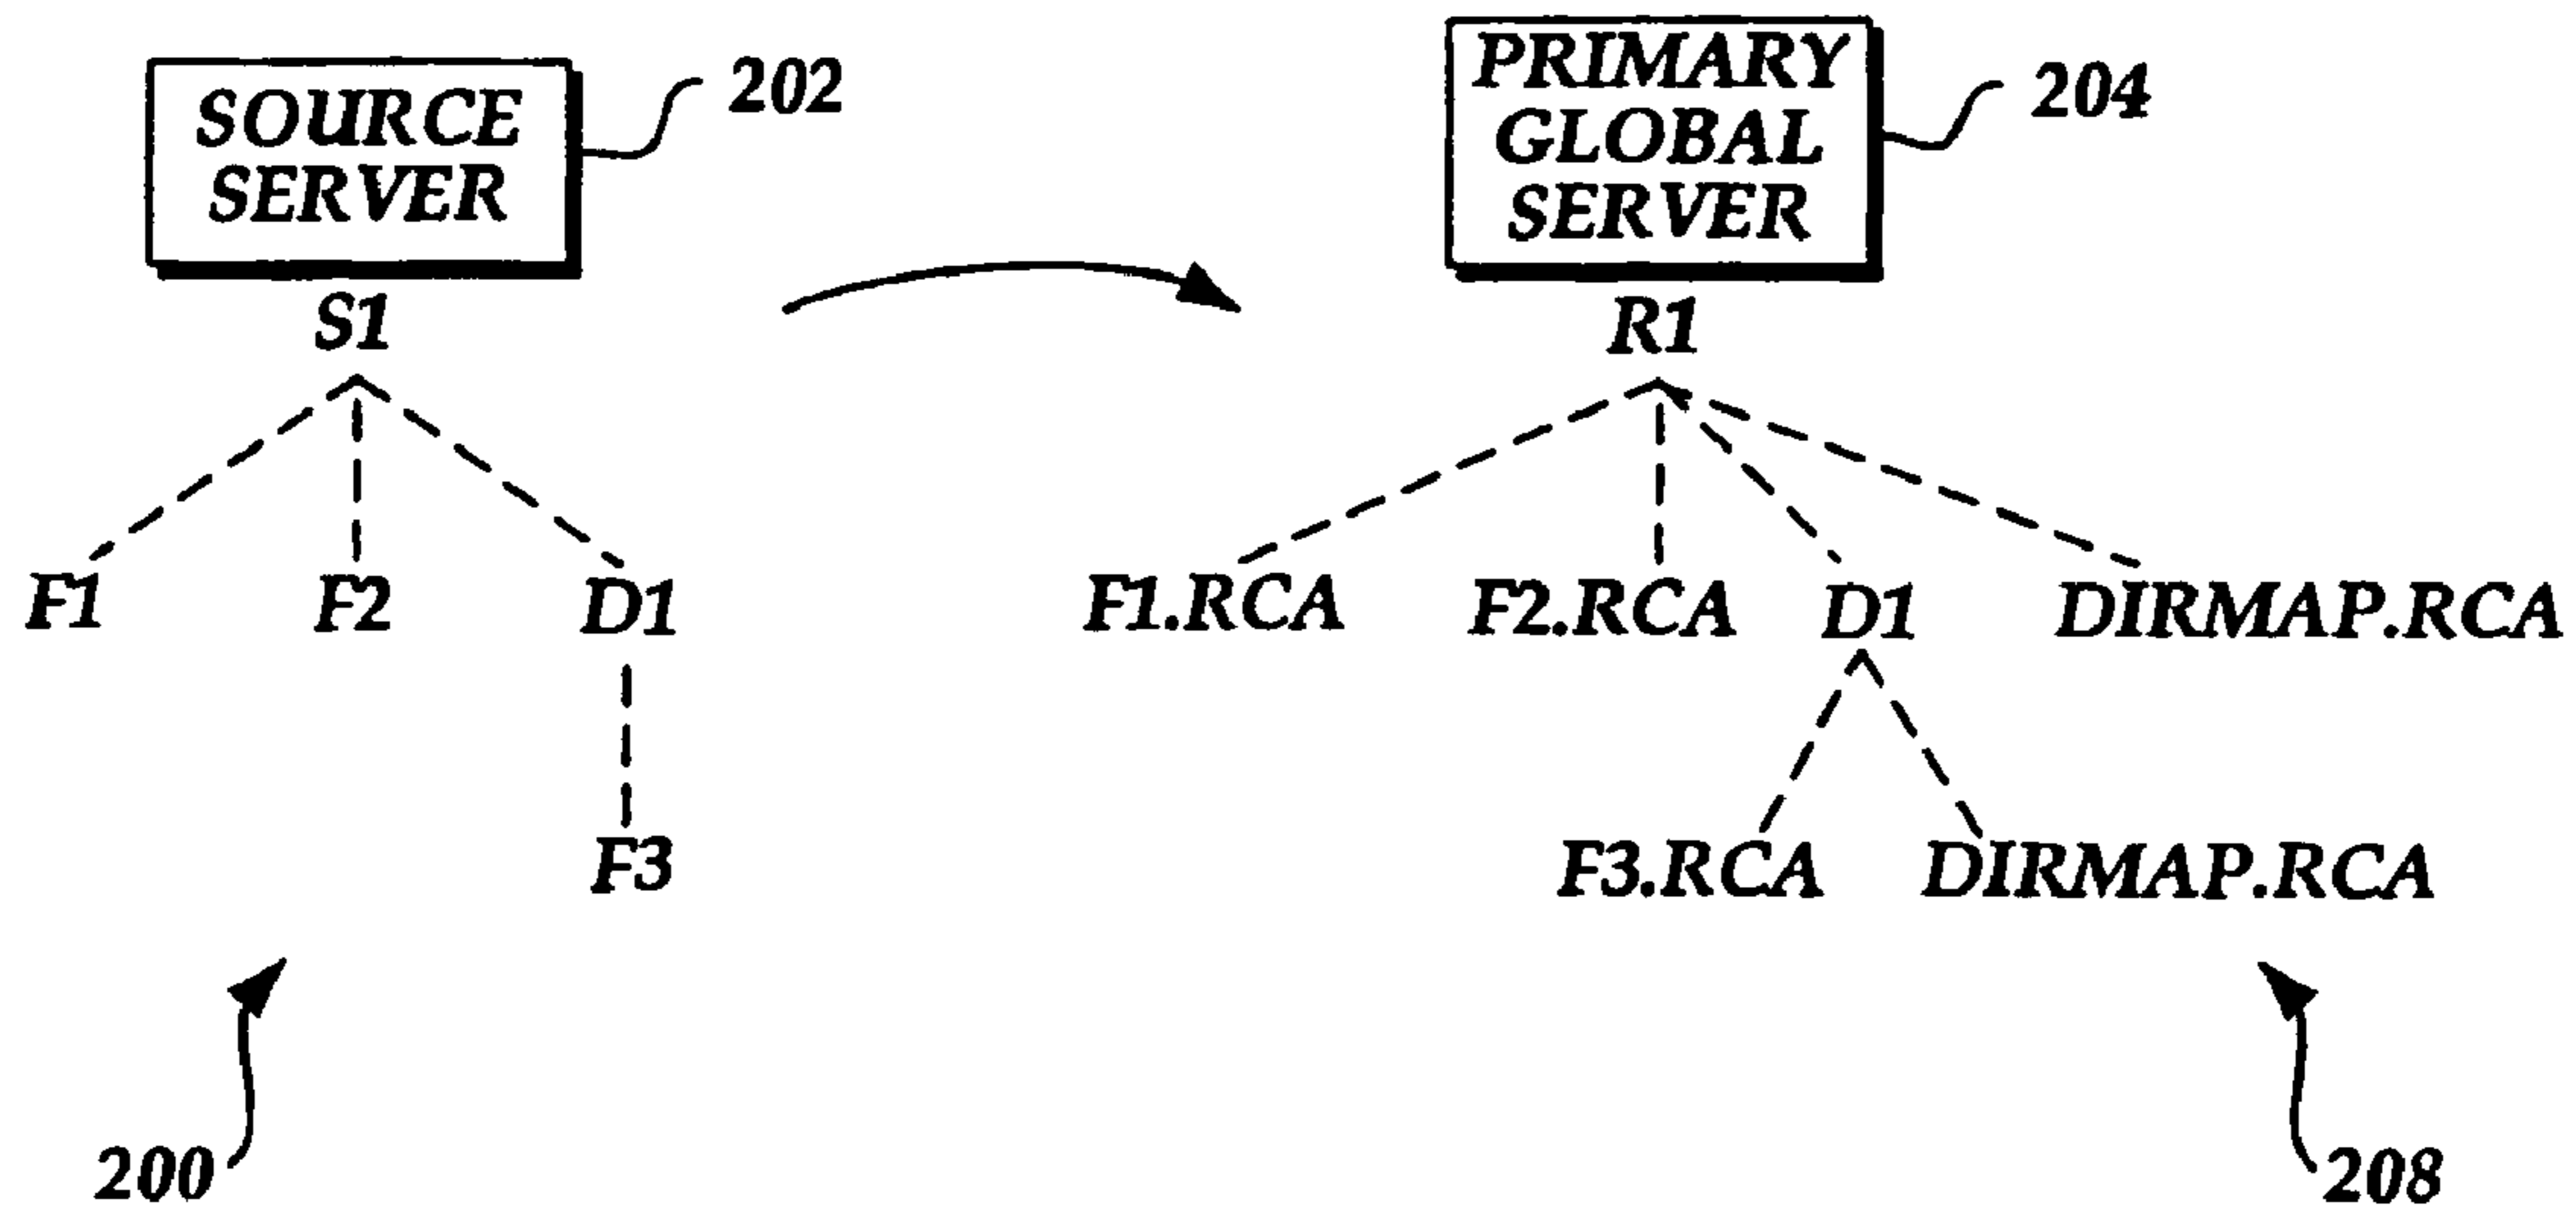 SOURCE
SERVER
202
PRIMARY
GLOBAL
SERVER
204
S1
R1
F1
F2
D1
F1.RCA
F2.RCA
D1
DIRMAP.RCA
F3
F3.RCA
DIRMAP.RCA
200
208